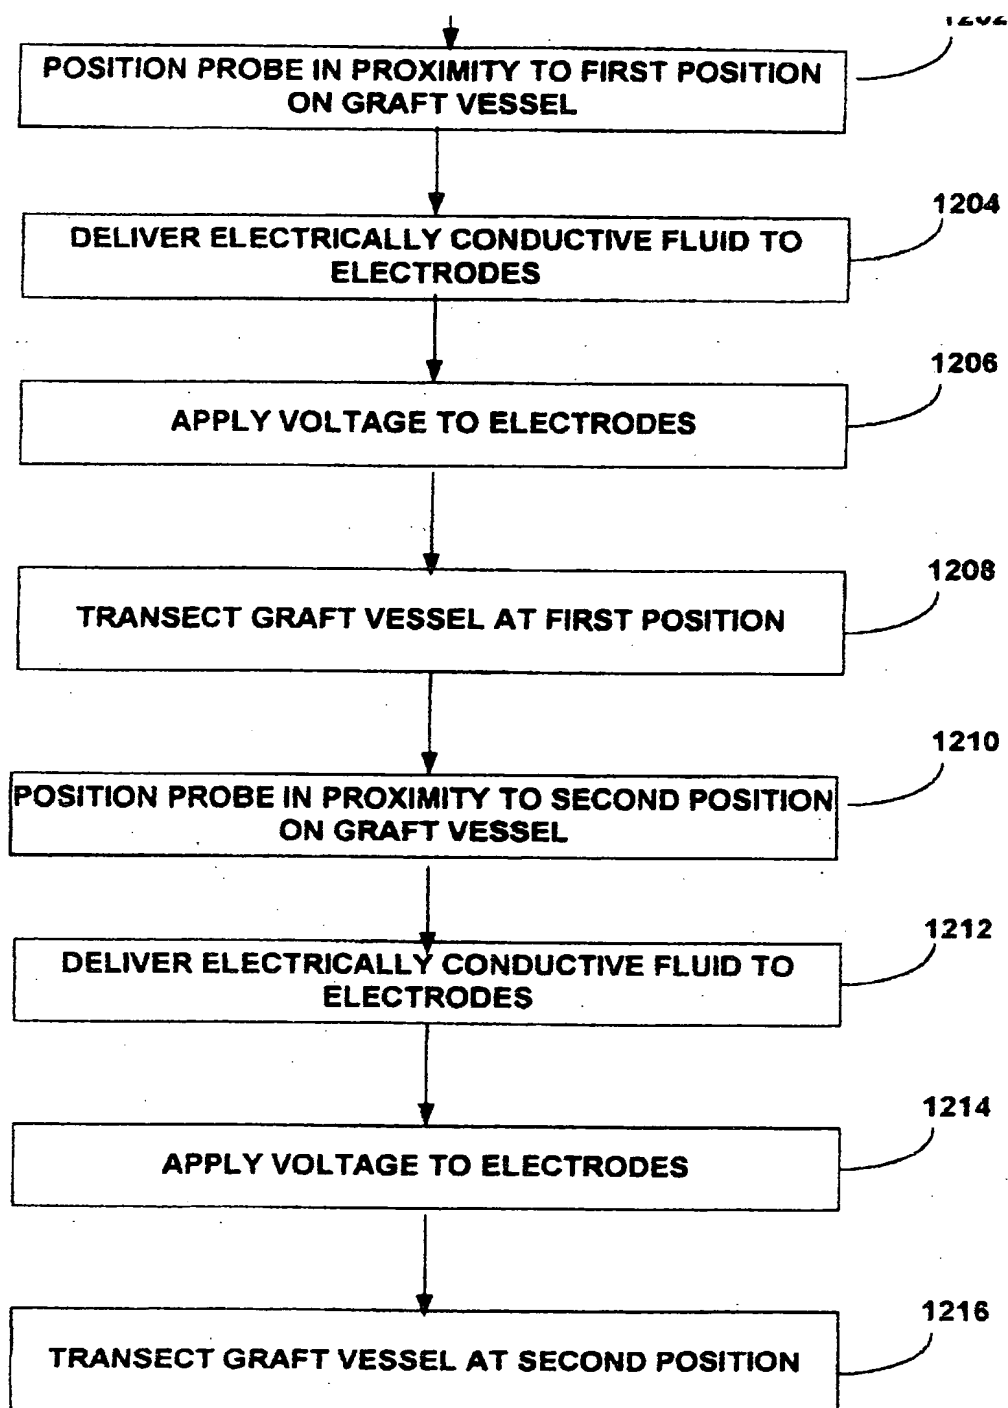 1202
POSITION PROBE IN PROXIMITY TO FIRST POSITION
ON GRAFT VESSEL
1204
DELIVER ELECTRICALLY CONDUCTIVE FLUID TO
ELECTRODES
1206
APPLY VOLTAGE TO ELECTRODES
1208
TRANSECT GRAFT VESSEL AT FIRST POSITION
1210
POSITION PROBE IN PROXIMITY TO SECOND POSITION
ON GRAFT VESSEL
1212
DELIVER ELECTRICALLY CONDUCTIVE FLUID TO
ELECTRODES
1214
APPLY VOLTAGE TO ELECTRODES
1216
TRANSECT GRAFT VESSEL AT SECOND POSITION